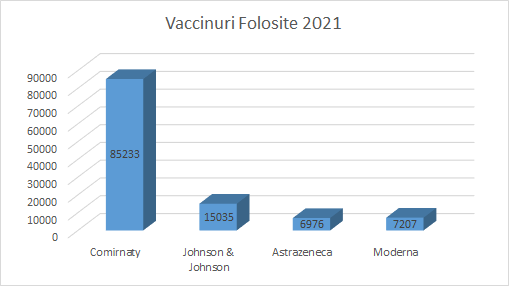 Vaccinuri Folosite 2021
90000
80000
70000
60000
50000
40000
30000
20000
10000
0
85233
15035
6976
7207
Comirnaty
Johnson &
Johnson
Astrazeneca
Moderna